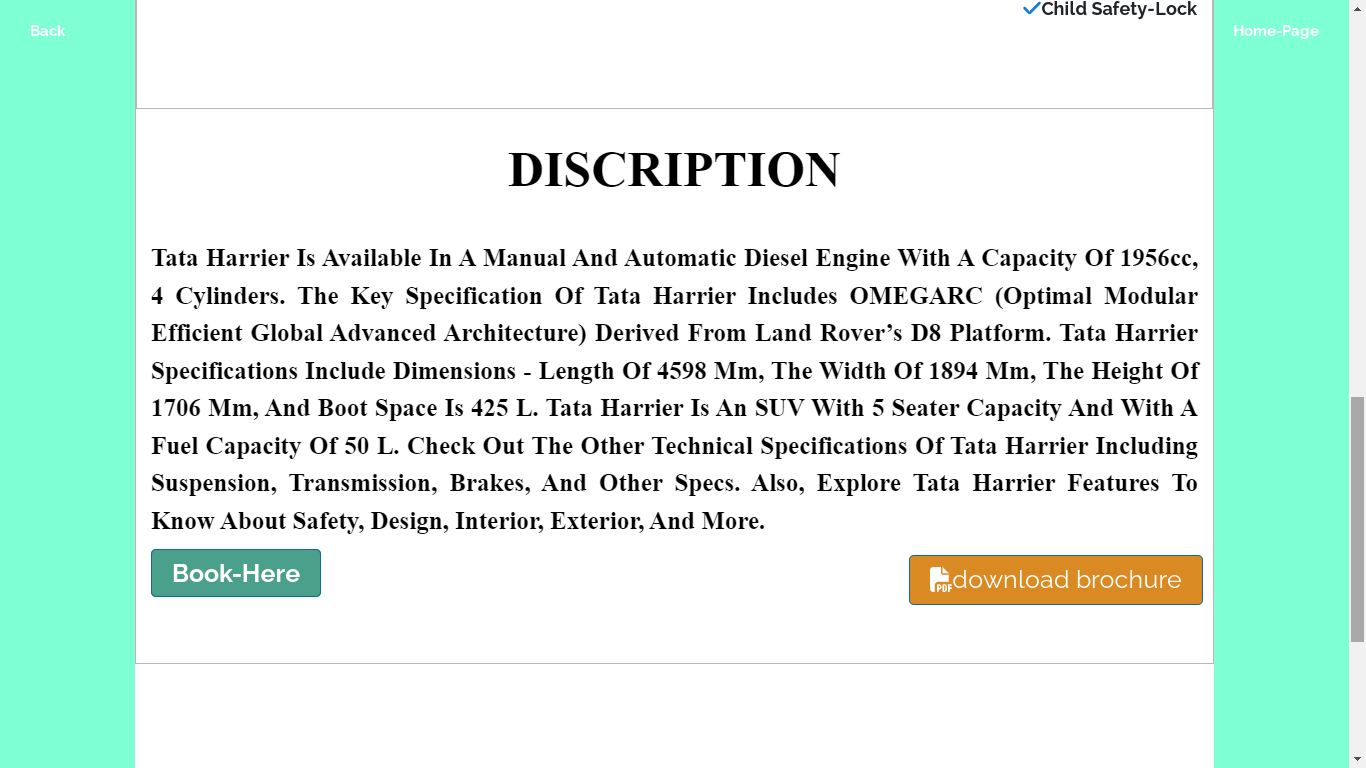 Child Safety-Lock
Back
Home-Page
DISCRIPTION
Tata Harrier Is Available In A Manual And Automatic Diesel Engine With A Capacity Of 1956cc,
4 Cylinders. The Key Specification Of Tata Harrier Includes OMEGARC (Optimal Modular
Efficient Global Advanced Architecture) Derived From Land Rover’s D8 Platform. Tata Harrier
Specifications Include Dimensions - Length Of 4598 Mm, The Width Of 1894 Mm, The Height Of
1706 Mm, And Boot Space Is 425 L. Tata Harrier Is An SUV With 5 Seater Capacity And With A
Fuel Capacity Of 50 L. Check Out The Other Technical Specifications Of Tata Harrier Including
Suspension, Transmission, Brakes, And Other Specs. Also, Explore Tata Harrier Features To
Know About Safety, Design, Interior, Exterior, And More.
Book-Here
PDF download brochure